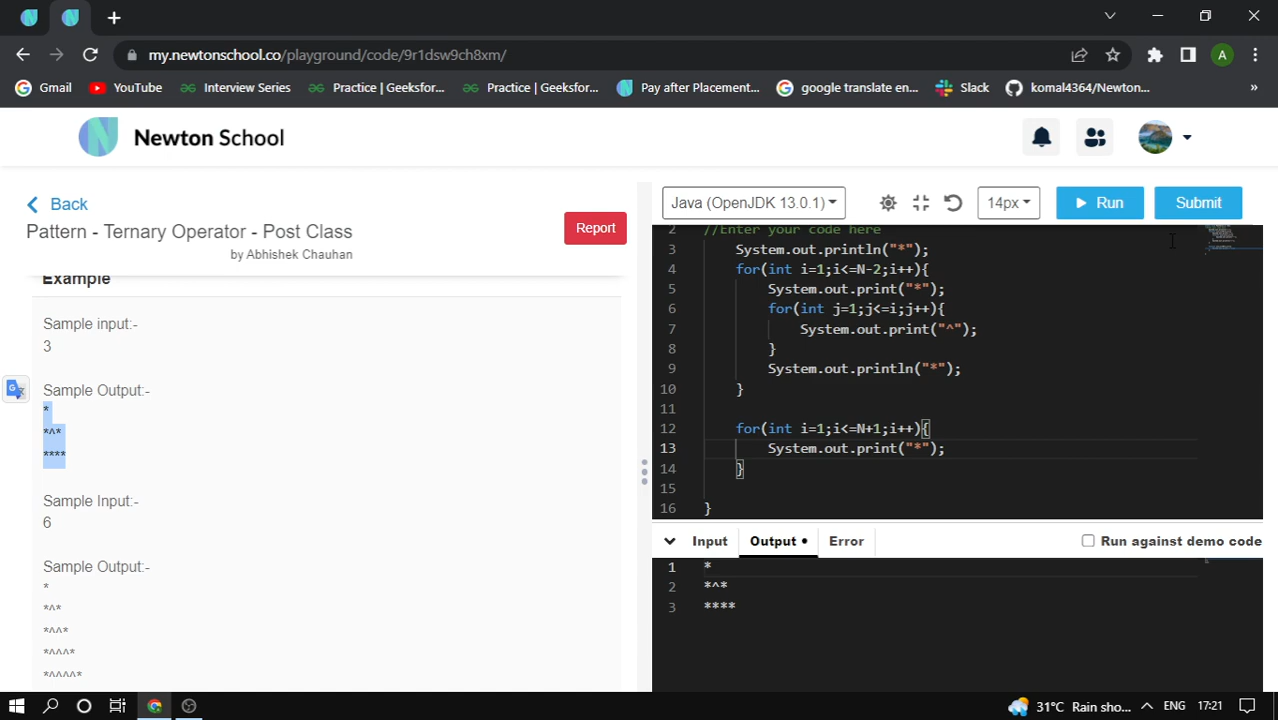 my.newtonschool.co/playground/code/9r1dsw9ch8xm/
A
Gmail
YouTube
Interview Series
Practice | Geeksfor...
Practice | Geeksfor...
Pay after Placement...
google translate en...
Slack
komal4364/Newton...
»
Newton School
Back
Pattern - Ternary Operator - Post Class
by Abhishek Chauhan
Report
Example
Sample input:-
3
Sample Output:-
*
*^*
****
Sample Input:-
6
Sample Output:-
*
*^*
*^^*
*^^^*
*^^^^*
Java (OpenJDK 13.0.1)
14px
Run
Submit
2 //Enter your code here
3 System.out.println("*");
4 for(int i=1;i<=N-2;i++){
5 System.out.print("*");
6 for(int j=1;j<=i;j++){
7 System.out.print("^");
8 }
9 System.out.println("*");
10 }
11
12 for(int i=1;i<=N+1;i++){
13 System.out.print("*");
14 }
15
16 }
Input
Output •
Error
Run against demo code
1 *
2 *^*
3 ****
31°C Rain sho...
ENG
17:21